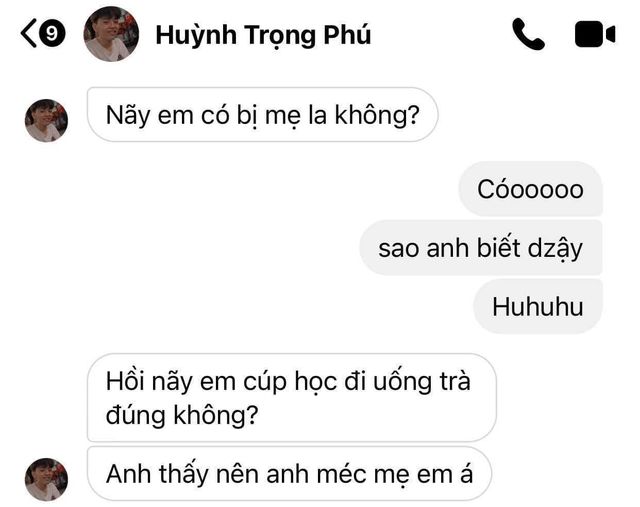 9
Huỳnh Trọng Phú
Nãy em có bị mẹ la không?
Cóooooo
sao anh biết dzậy
Huhuhu
Hồi nãy em cúp học đi uống trà
đúng không?
Anh thấy nên anh méc mẹ em á